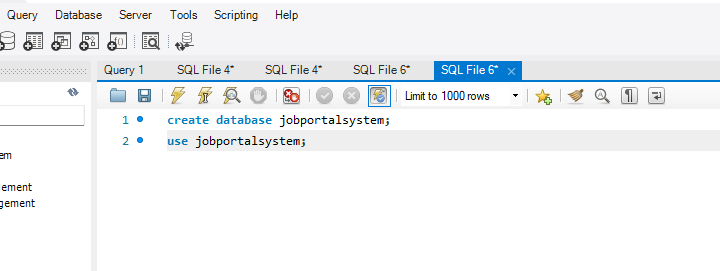 Query Database Server Tools Scripting Help
Query 1 SQL File 4* SQL File 4* SQL File 6* SQL File 6*
Limit to 1000 rows
1 create database jobportalsystem;
2 use jobportalsystem;
em
ement
gement